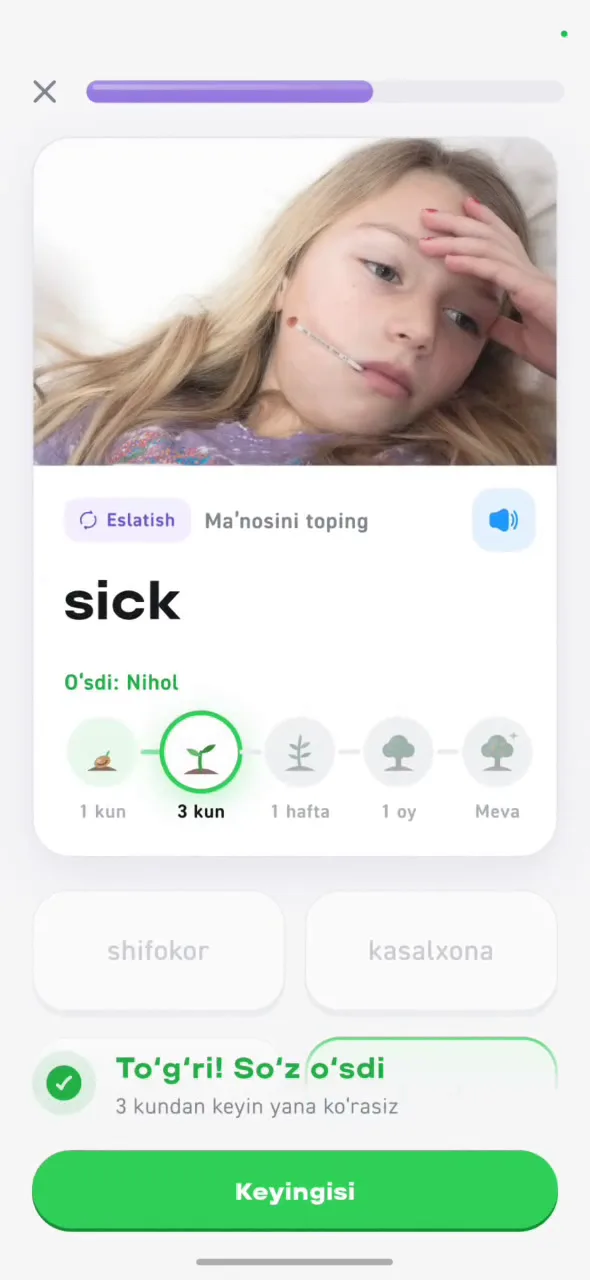 Eslatish
Ma'nosini toping
sick
O'sdi: Nihol
1 kun
3 kun
1 hafta
1 oy
Meva
shifokor
kasalxona
To'g'ri! So'z o'sdi
3 kundan keyin yana ko'rasiz
Keyingisi